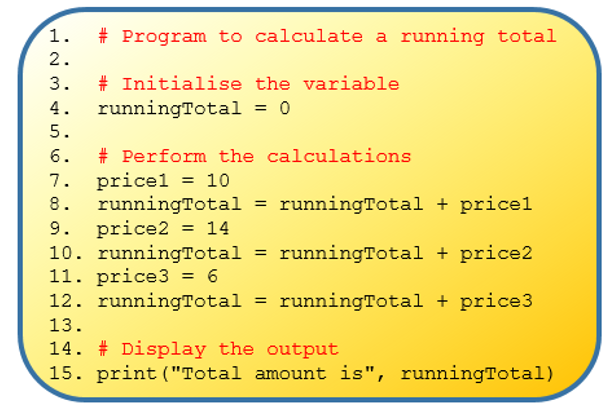 1. # Program to calculate a running total
2.
3. # Initialise the variable
4. runningTotal = 0
5.
6. # Perform the calculations
7. price1 = 10
8. runningTotal = runningTotal + price1
9. price2 = 14
10. runningTotal = runningTotal + price2
11. price3 = 6
12. runningTotal = runningTotal + price3
13.
14. # Display the output
15. print("Total amount is", runningTotal)